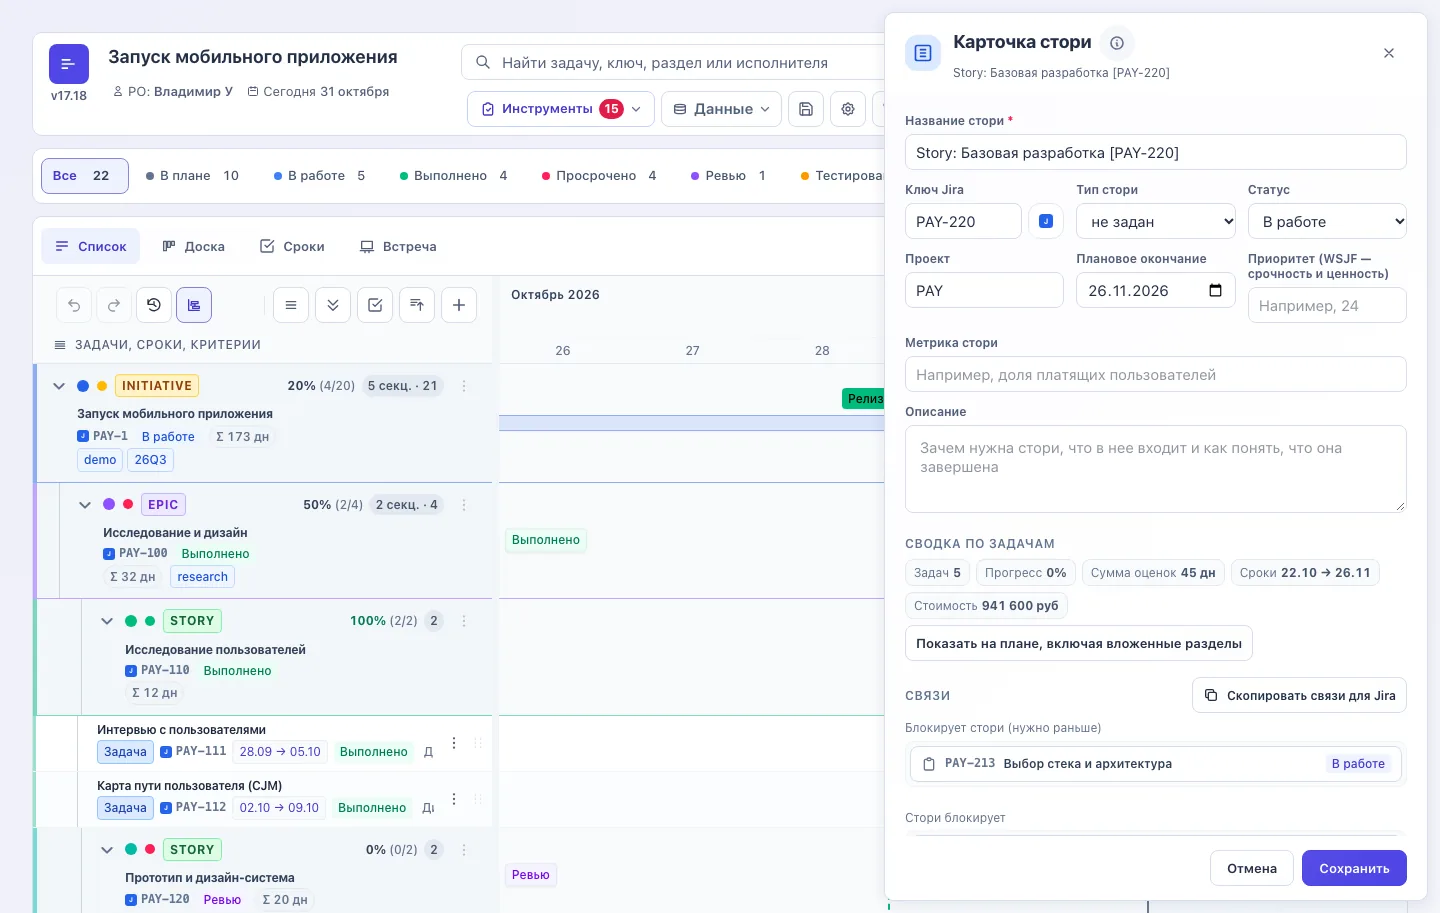 Запуск мобильного приложения
v17.18
PO: Владимир У
Сегодня 31 октября
Найти задачу, ключ, раздел или исполнителя
Инструменты 15
Данные
Все 22
В плане 10
В работе 5
Выполнено 4
Просрочено 4
Ревью 1
Тестирова
Список
Доска
Сроки
Встреча
ЗАДАЧИ, СРОКИ, КРИТЕРИИ
Октябрь 2026
26 27 28
Релиз
INITIATIVE 20% (4/20) 5 секц. · 21
Запуск мобильного приложения
PAY-1 В работе Σ 173 дн
demo 26Q3
EPIC 50% (2/4) 2 секц. · 4
Исследование и дизайн
PAY-100 Выполнено
Σ 32 дн research
Выполнено
STORY 100% (2/2) 2
Исследование пользователей
PAY-110 Выполнено
Σ 12 дн
Интервью с пользователями
Задача PAY-111 28.09 → 05.10 Выполнено Д
Карта пути пользователя (CJM)
Задача PAY-112 02.10 → 09.10 Выполнено Ди
STORY 0% (0/2) 2
Прототип и дизайн-система
PAY-120 Ревью Σ 20 дн
Ревью
Карточка стори
Story: Базовая разработка [PAY-220]
Название стори *
Story: Базовая разработка [PAY-220]
Ключ Jira Тип стори Статус
PAY-220 не задан В работе
Проект Плановое окончание Приоритет (WSJF —
срочность и ценность)
PAY 26.11.2026 Например, 24
Метрика стори
Например, доля платящих пользователей
Описание
Зачем нужна стори, что в нее входит и как понять, что она
завершена
СВОДКА ПО ЗАДАЧАМ
Задач 5 Прогресс 0% Сумма оценок 45 дн Сроки 22.10 → 26.11
Стоимость 941 600 руб
Показать на плане, включая вложенные разделы
СВЯЗИ
Скопировать связи для Jira
Блокирует стори (нужно раньше)
PAY-213 Выбор стека и архитектура В работе
Стори блокирует
Отмена
Сохранить